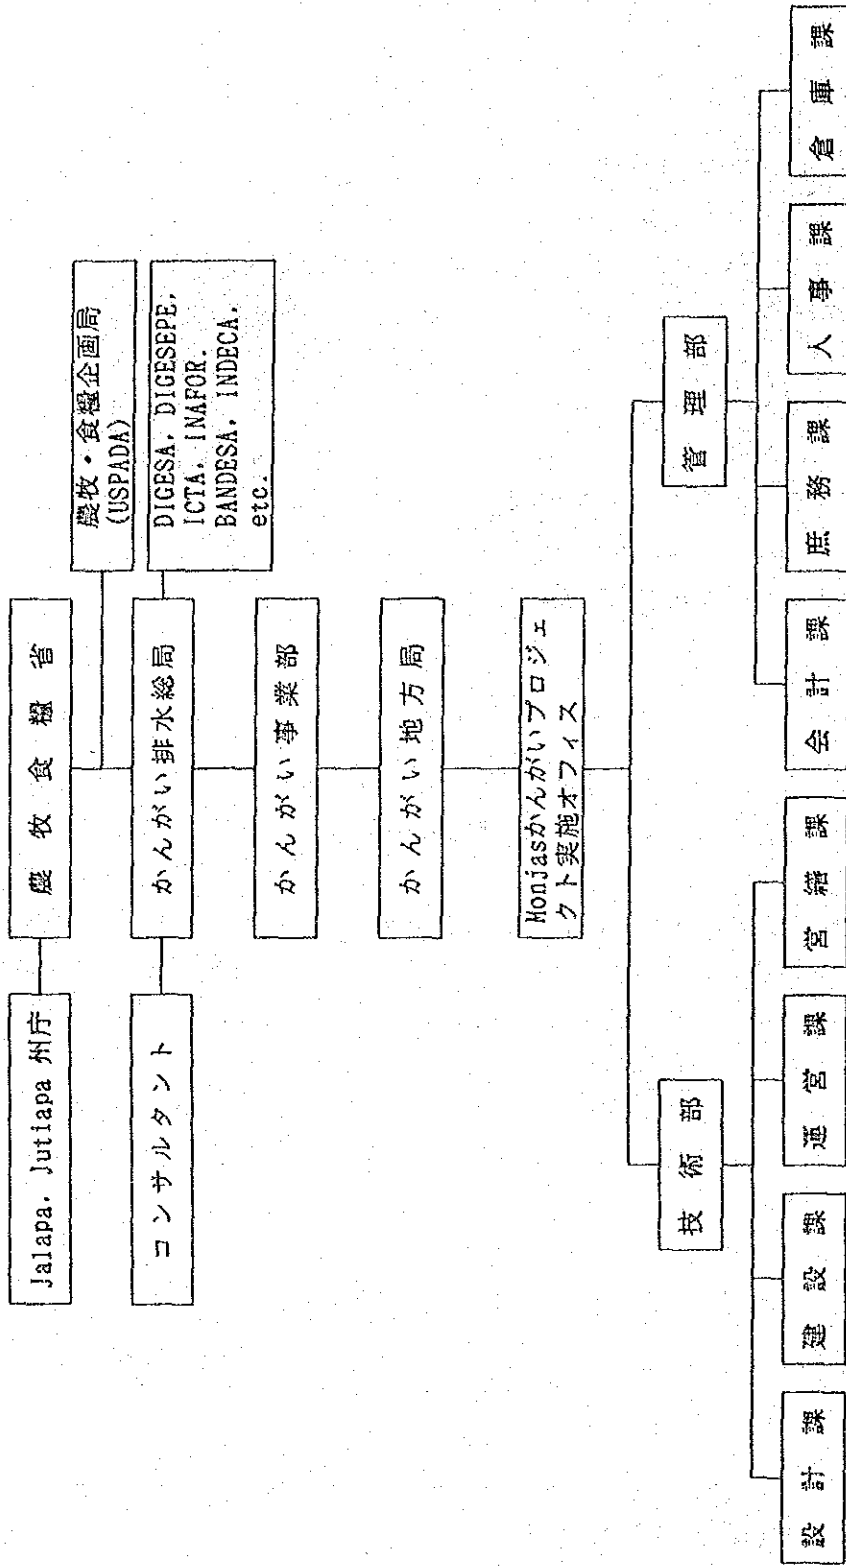 Jalapa. Jutiapa 州庁
農牧食糧省
農牧・食糧企画局
(USPADA)
コンサルタント
かんがい排水総局
DIGESA. DIGESEPE.
ICTA. INAFOR.
BANDESA. INDECA.
etc.
かんがい事業部
かんがい地方局
Monjasかんがいプロジェ
クト実施オフィス
技術部
管理部
設計課
建設課
運営課
営繕課
会計課
庶務課
人事課
倉庫課